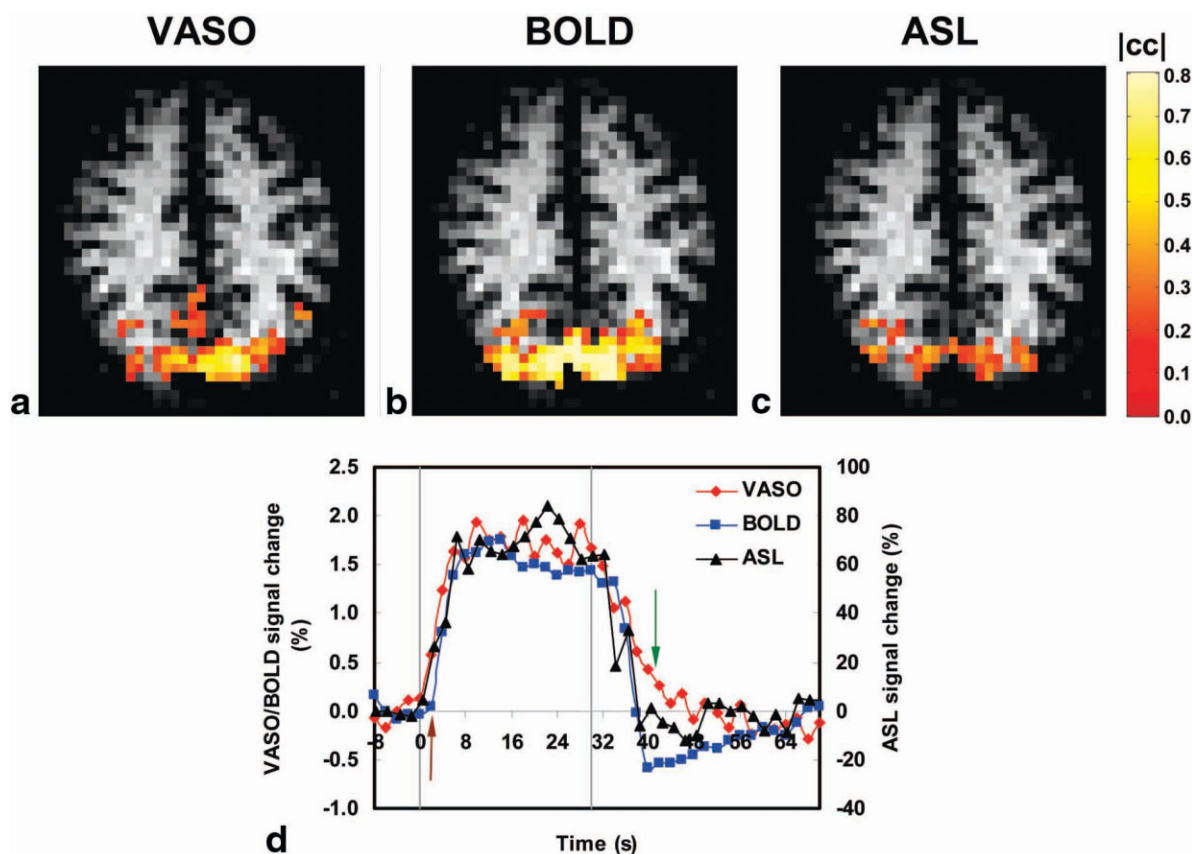 VASO
BOLD
ASL
|cc|
0.8
0.7
0.6
0.5
0.4
0.3
0.2
0.1
0.0
a
b
c
VASO/BOLD signal change
(%)
2.5
2.0
1.5
1.0
0.5
0.0
-0.5
-1.0
VASO
BOLD
ASL
100
80
60
40
20
0
-20
-40
ASL signal change (%)
-8 0 8 16 24 32 40 48 56 64
d
Time (s)